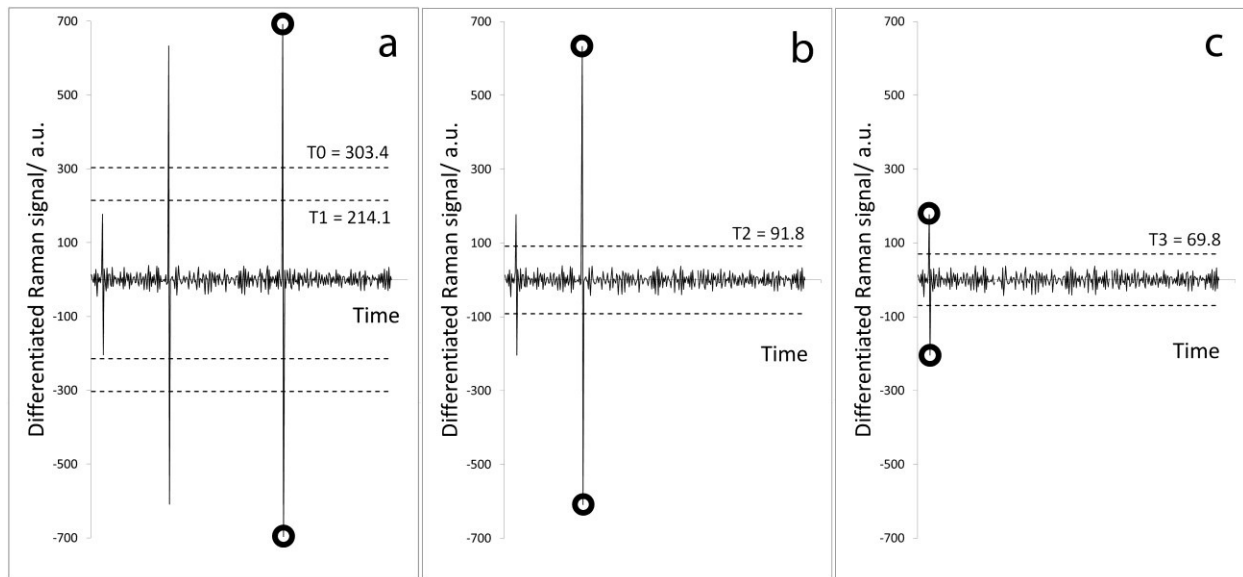 a
Differentiated Raman signal/ a.u.
700
500
300
100
-100
-300
-500
-700
T0 = 303.4
T1 = 214.1
Time
b
Differentiated Raman signal/ a.u.
700
500
300
100
-100
-300
-500
-700
T2 = 91.8
Time
c
Differentiated Raman signal/ a.u.
700
500
300
100
-100
-300
-500
-700
T3 = 69.8
Time